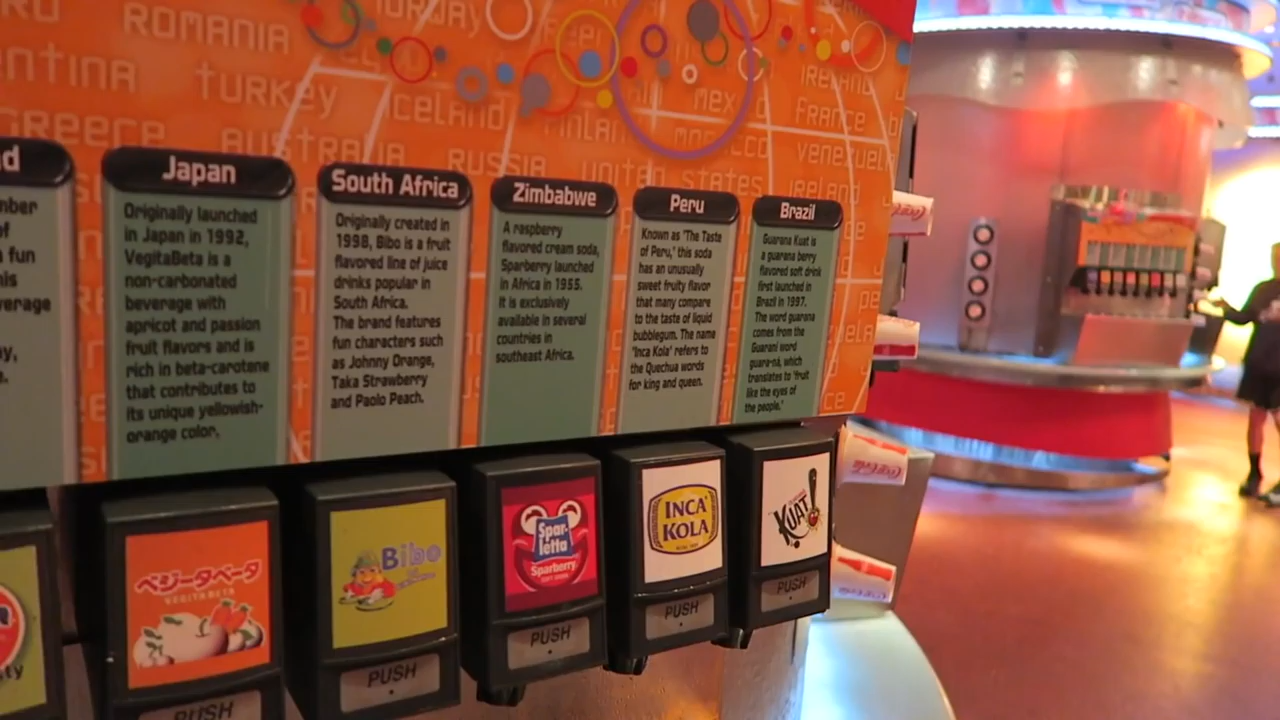 ROMANIA
NORWAY
ARGENTINA
TURKEY
ICELAND
FINLAND
MEXICO
IRELAND
FRANCE
GREECE
AUSTRALIA
RUSSIA
UNITED STATES
MOROCCO
VENEZUELA
IRELAND
Japan
Originally launched
in Japan in 1992,
VegitaBeta is a
non-carbonated
beverage with
apricot and passion
fruit flavors and is
rich in beta-carotene
that contributes to
its unique yellowish-
orange color.
South Africa
Originally created in
1998, Bibo is a fruit
flavored line of juice
drinks popular in
South Africa.
The brand features
fun characters such
as Johnny Orange,
Taka Strawberry
and Paolo Peach.
Zimbabwe
A raspberry
flavored cream soda,
Sparberry launched
in Africa in 1955.
It is exclusively
available in several
countries in
southeast Africa.
Peru
Known as "The Taste
of Peru," this soda
has an unusually
sweet fruity flavor
that many compare
to the taste of liquid
bubblegum. The name
"Inca Kola" refers to
the Quechua words
for king and queen.
Brazil
Guarana Kuat is
a guarana berry
flavored soft drink
first launched in
Brazil in 1997.
The word guarana
comes from the
Guarani word
guara-ná, which
translates to "fruit
like the eyes of
the people."
ベジータベータ
VEGITABETA
PUSH
Bibo
PUSH
Spar-
letta
Sparberry
PUSH
INCA
KOLA
PUSH
KUAT
PUSH